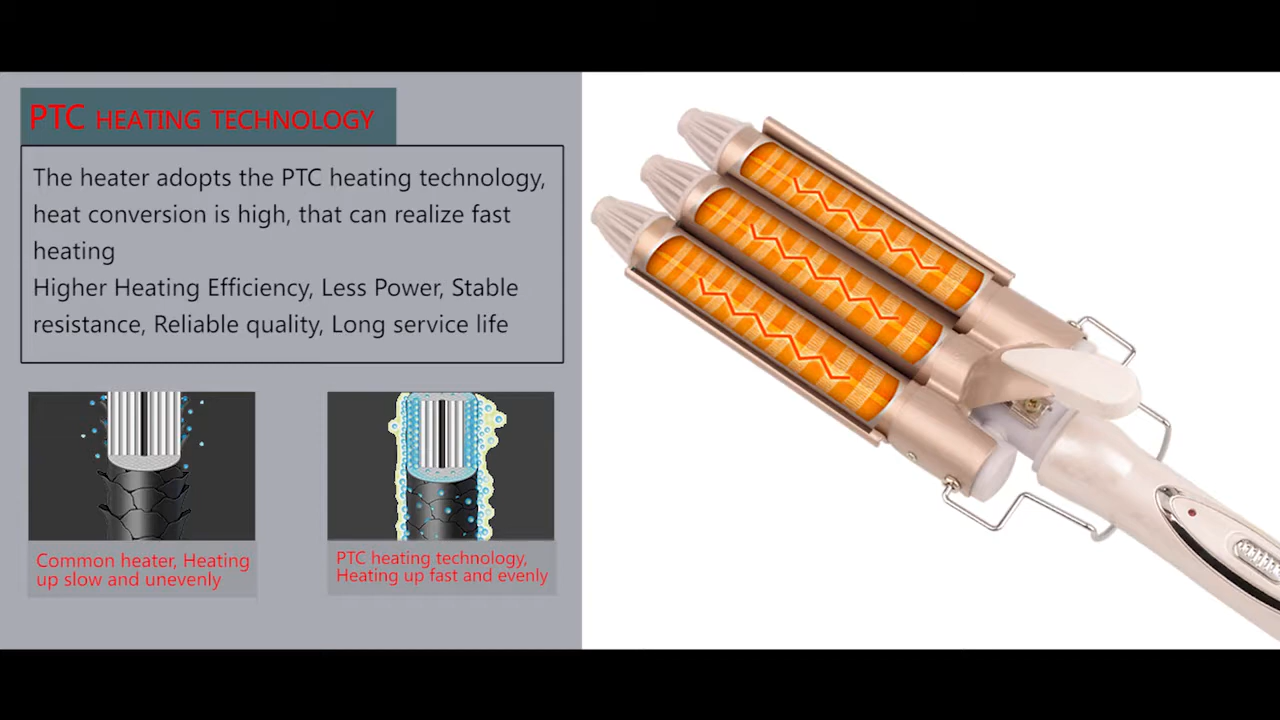 PTC HEATING TECHNOLOGY
The heater adopts the PTC heating technology,
heat conversion is high, that can realize fast
heating
Higher Heating Efficiency, Less Power, Stable
resistance, Reliable quality, Long service life
Common heater, Heating
up slow and unevenly
PTC heating technology,
Heating up fast and evenly